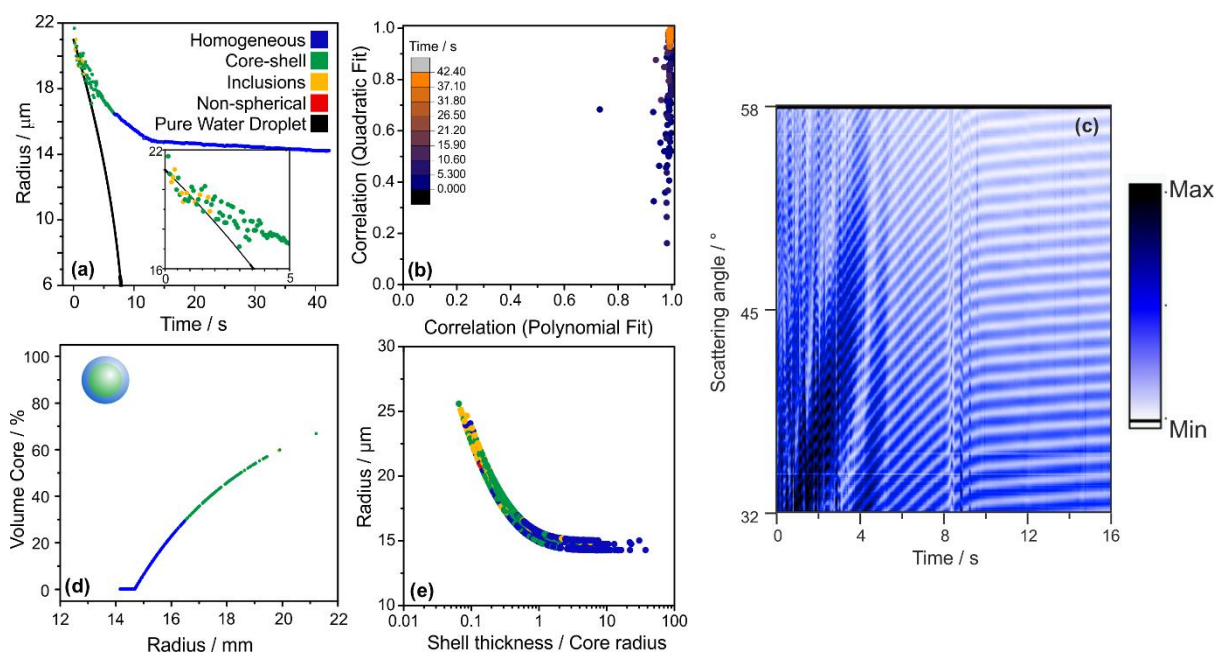 22
18
14
10
6
Radius / μm
Homogeneous
Core-shell
Inclusions
Non-spherical
Pure Water Droplet
22
16
0
5
(a)
0 10 20 30 40
Time / s
1.0
0.8
0.6
0.4
0.2
0.0
Correlation (Quadratic Fit)
Time / s
42.40
37.10
31.80
26.50
21.20
15.90
10.60
5.300
0.000
(b)
0.0 0.2 0.4 0.6 0.8 1.0
Correlation (Polynomial Fit)
58
45
32
Scattering angle / °
(c)
0 4 8 12 16
Time / s
Max
Min
100
80
60
40
20
0
Volume Core / %
(d)
12 14 16 18 20 22
Radius / mm
30
25
20
15
10
Radius / μm
(e)
0.01 0.1 1 10 100
Shell thickness / Core radius